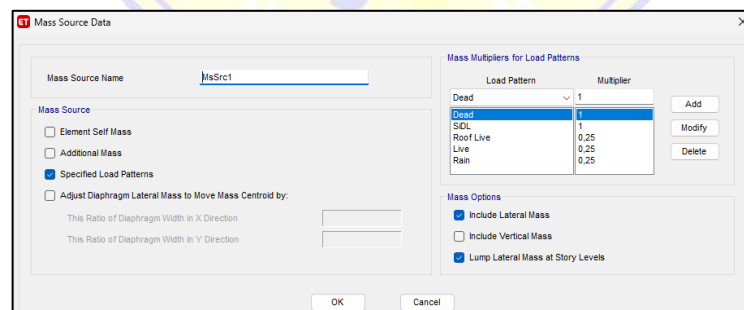 ET Mass Source Data
Mass Source Name
MsSrc1
Mass Source
Element Self Mass
Additional Mass
Specified Load Patterns
Adjust Diaphragm Lateral Mass to Move Mass Centroid by:
This Ratio of Diaphragm Width in X Direction
This Ratio of Diaphragm Width in Y Direction
Mass Multipliers for Load Patterns
Load Pattern Multiplier
Dead 1
Dead 1
SIDL 1
Roof Live 0,25
Live 0,25
Rain 0,25
Add
Modify
Delete
Mass Options
Include Lateral Mass
Include Vertical Mass
Lump Lateral Mass at Story Levels
OK Cancel